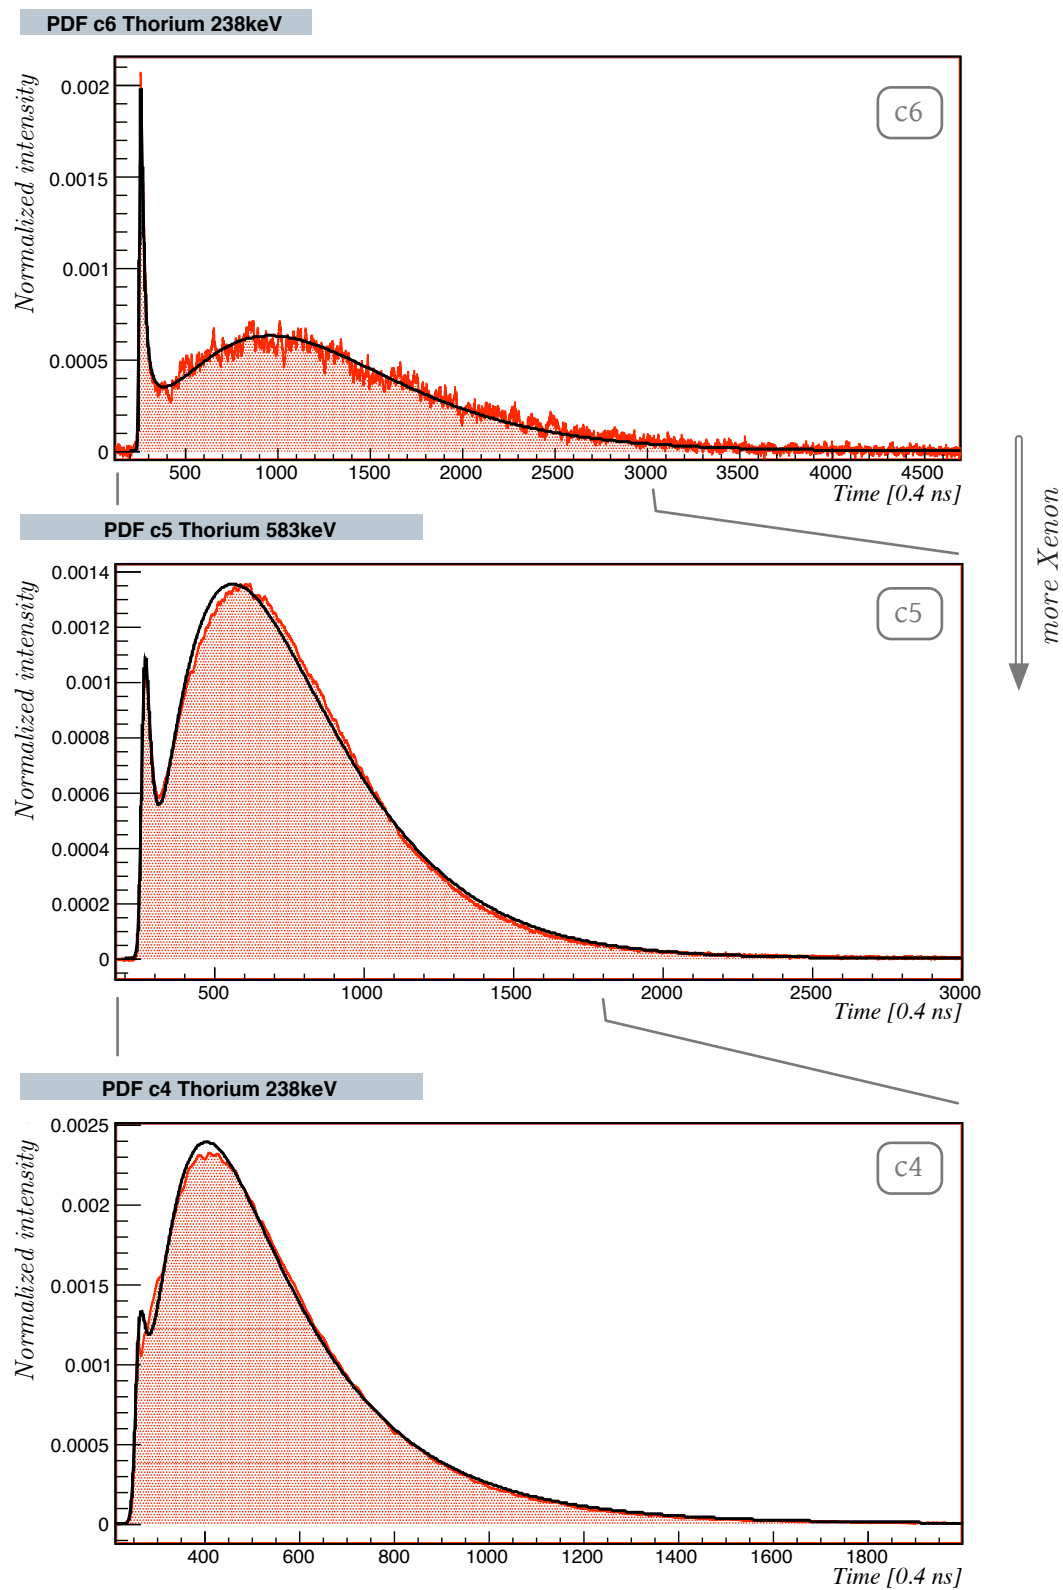 PDF c6 Thorium 238keV
Normalized intensity
0.002
0.0015
0.001
0.0005
0
c6
500 1000 1500 2000 2500 3000 3500 4000 4500
Time [0.4 ns]
more Xenon
PDF c5 Thorium 583keV
Normalized intensity
0.0014
0.0012
0.001
0.0008
0.0006
0.0004
0.0002
0
c5
500 1000 1500 2000 2500 3000
Time [0.4 ns]
PDF c4 Thorium 238keV
Normalized intensity
0.0025
0.002
0.0015
0.001
0.0005
0
c4
400 600 800 1000 1200 1400 1600 1800
Time [0.4 ns]